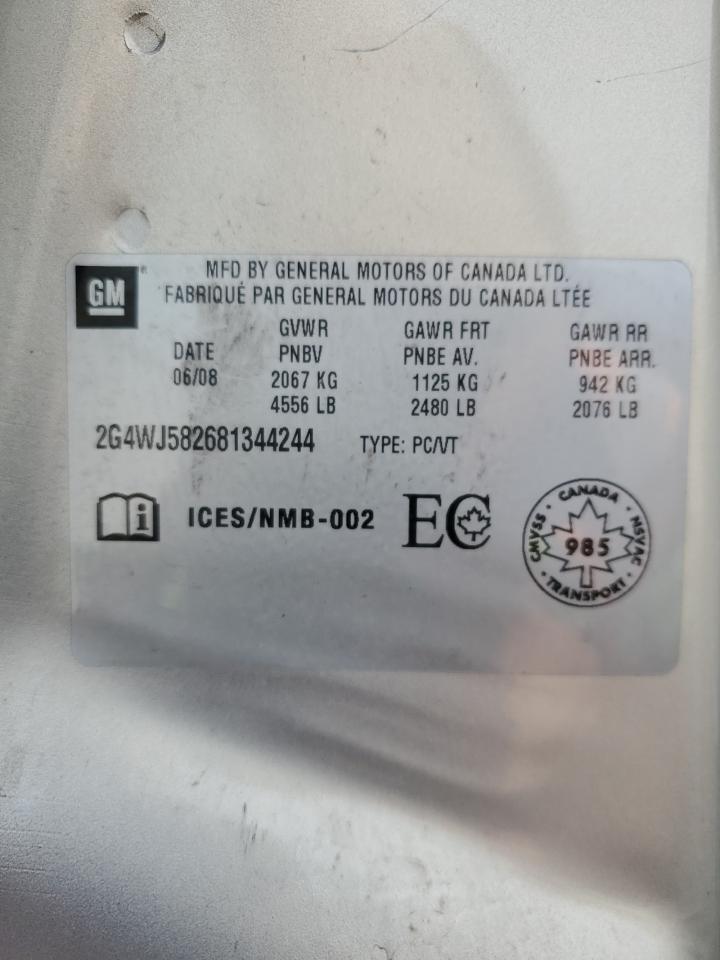 GM
MFD BY GENERAL MOTORS OF CANADA LTD.
FABRIQUÉ PAR GENERAL MOTORS DU CANADA LTÉE
GVWR GAWR FRT GAWR RR
DATE PNBV PNBE AV. PNBE ARR.
06/08 2067 KG 1125 KG 942 KG
4556 LB 2480 LB 2076 LB
2G4WJ582681344244 TYPE: PC/VT
i ICES/NMB-002 EC
CMVSS · CANADA · NSVAC · TRANSPORT ·
985